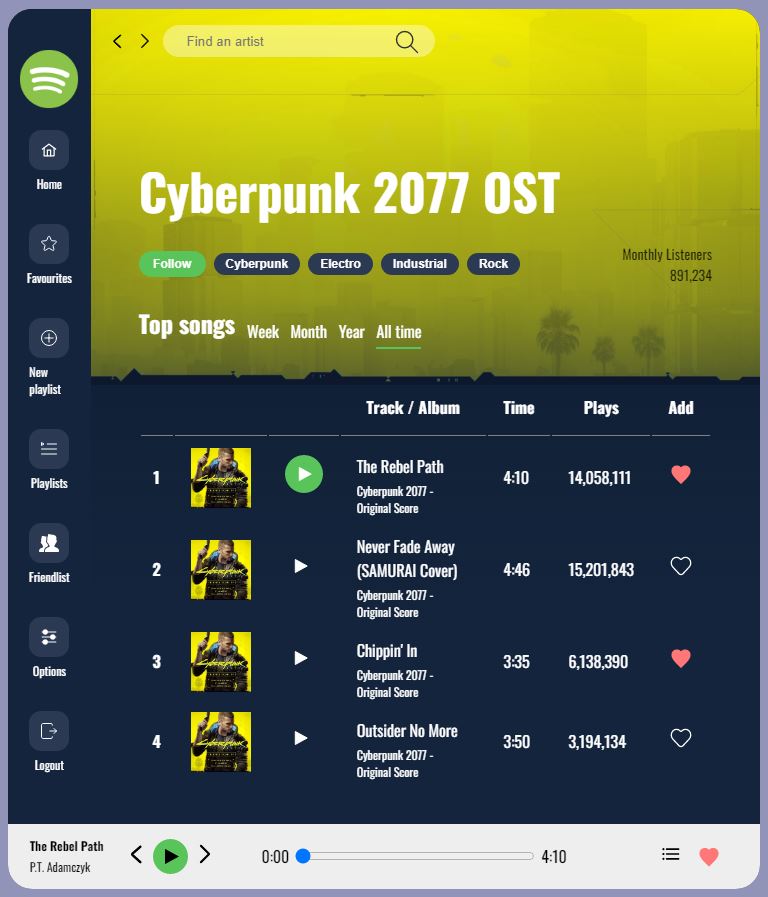 Find an artist
Home
Favourites
New
playlist
Playlists
Friendlist
Options
Logout
Cyberpunk 2077 OST
Follow Cyberpunk Electro Industrial Rock
Monthly Listeners
891,234
Top songs Week Month Year All time
Track / Album Time Plays Add
1 The Rebel Path 4:10 14,058,111
Cyberpunk 2077 -
Original Score
2 Never Fade Away 4:46 15,201,843
(SAMURAI Cover)
Cyberpunk 2077 -
Original Score
3 Chippin' In 3:35 6,138,390
Cyberpunk 2077 -
Original Score
4 Outsider No More 3:50 3,194,134
Cyberpunk 2077 -
Original Score
The Rebel Path
P.T. Adamczyk
0:00 4:10